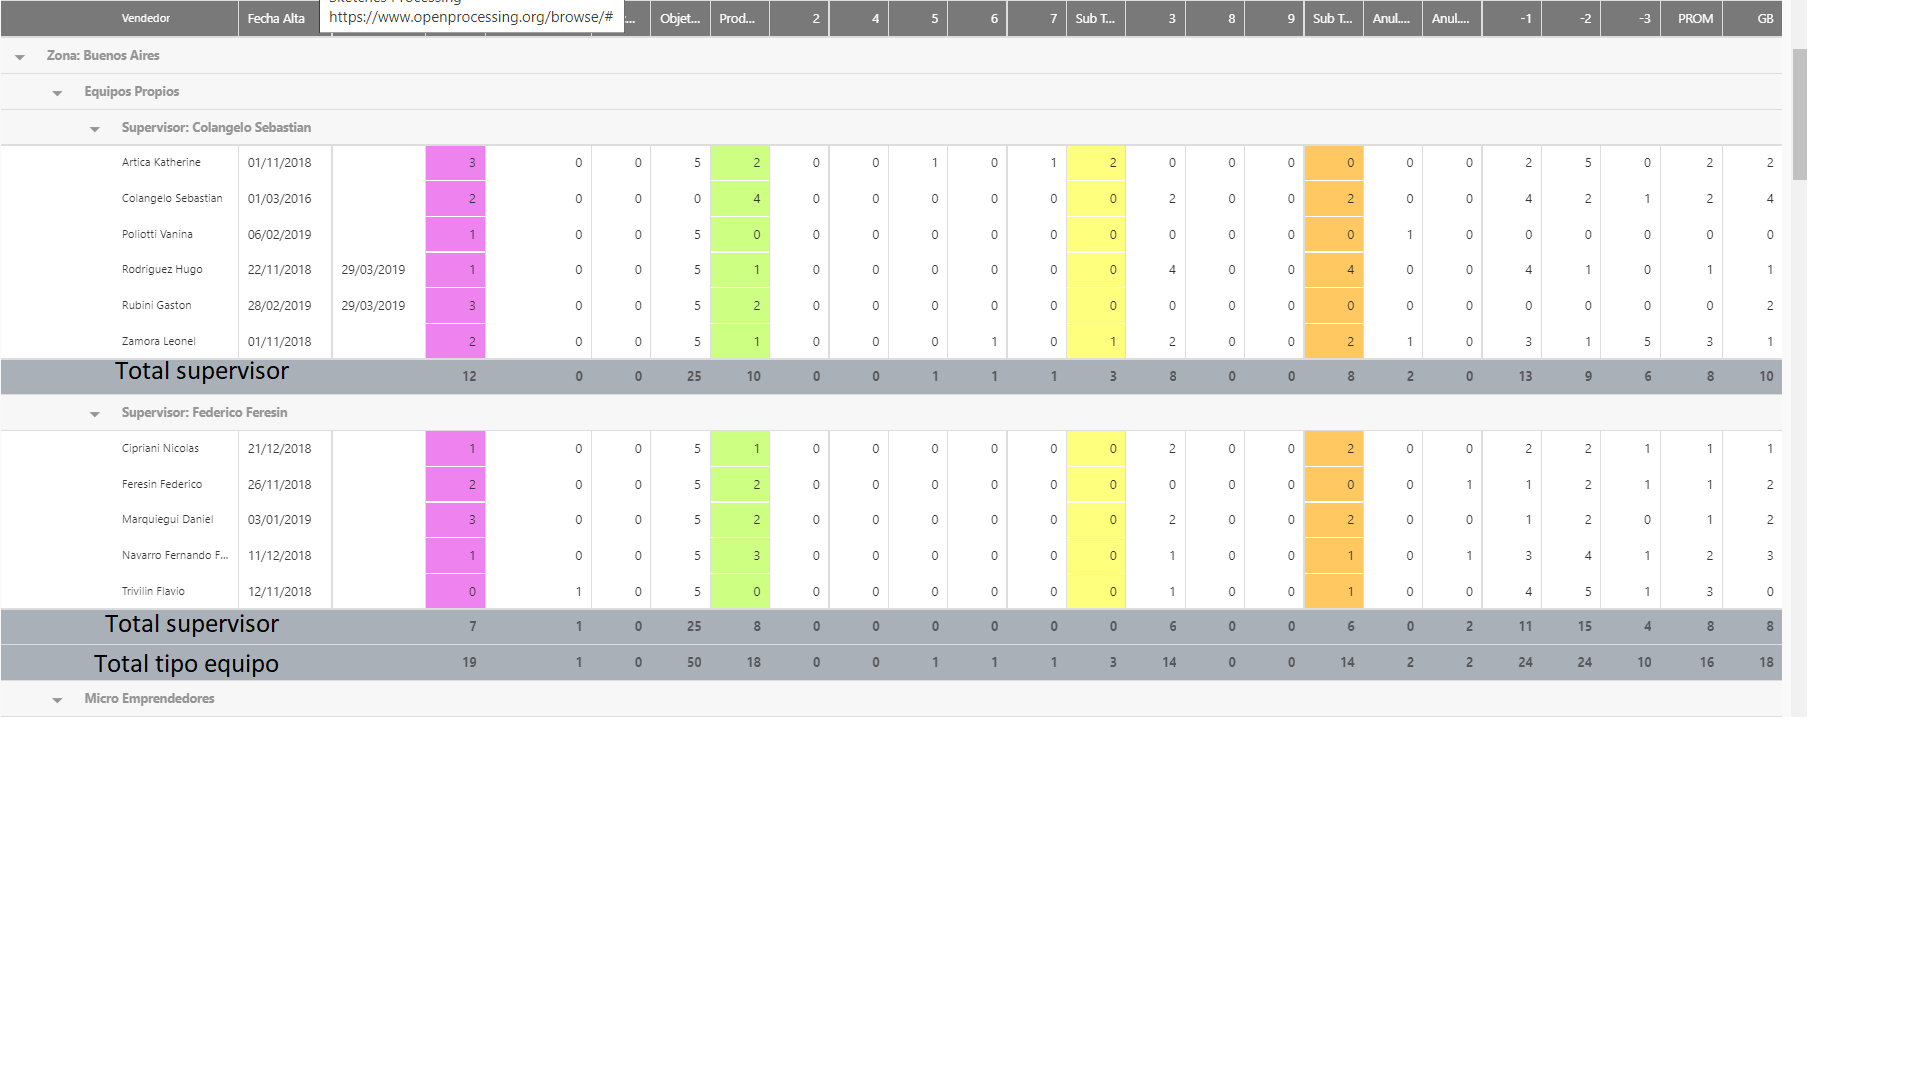 Sketches Processing
https://www.openprocessing.org/browse/#
Vendedor Fecha Alta ... Objet... Prod... 2 4 5 6 7 Sub T... 3 8 9 Sub T... Anul.... Anul.... -1 -2 -3 PROM GB
Zona: Buenos Aires
Equipos Propios
Supervisor: Colangelo Sebastian
Artica Katherine 01/11/2018 3 0 0 5 2 0 0 1 0 1 2 0 0 0 0 0 0 2 5 0 2 2
Colangelo Sebastian 01/03/2016 2 0 0 0 4 0 0 0 0 0 0 2 0 0 2 0 0 4 2 1 2 4
Poliotti Vanina 06/02/2019 1 0 0 5 0 0 0 0 0 0 0 0 0 0 0 1 0 0 0 0 0 0
Rodríguez Hugo 22/11/2018 29/03/2019 1 0 0 5 1 0 0 0 0 0 0 4 0 0 4 0 0 4 1 0 1 1
Rubini Gaston 28/02/2019 29/03/2019 3 0 0 5 2 0 0 0 0 0 0 0 0 0 0 0 0 0 0 0 0 2
Zamora Leonel 01/11/2018 2 0 0 5 1 0 0 0 1 0 1 2 0 0 2 1 0 3 1 5 3 1
Total supervisor 12 0 0 25 10 0 0 1 1 1 3 8 0 0 8 2 0 13 9 6 8 10
Supervisor: Federico Feresin
Cipriani Nicolas 21/12/2018 1 0 0 5 1 0 0 0 0 0 0 2 0 0 2 0 0 2 2 1 1 1
Feresin Federico 26/11/2018 2 0 0 5 2 0 0 0 0 0 0 0 0 0 0 0 1 1 2 1 1 2
Marquiegui Daniel 03/01/2019 3 0 0 5 2 0 0 0 0 0 0 2 0 0 2 0 0 1 2 0 1 2
Navarro Fernando F... 11/12/2018 1 0 0 5 3 0 0 0 0 0 0 1 0 0 1 0 1 3 4 1 2 3
Trivilin Flavio 12/11/2018 0 1 0 5 0 0 0 0 0 0 0 1 0 0 1 0 0 4 5 1 3 0
Total supervisor 7 1 0 25 8 0 0 0 0 0 0 6 0 0 6 0 2 11 15 4 8 8
Total tipo equipo 19 1 0 50 18 0 0 1 1 1 3 14 0 0 14 2 2 24 24 10 16 18
Micro Emprendedores